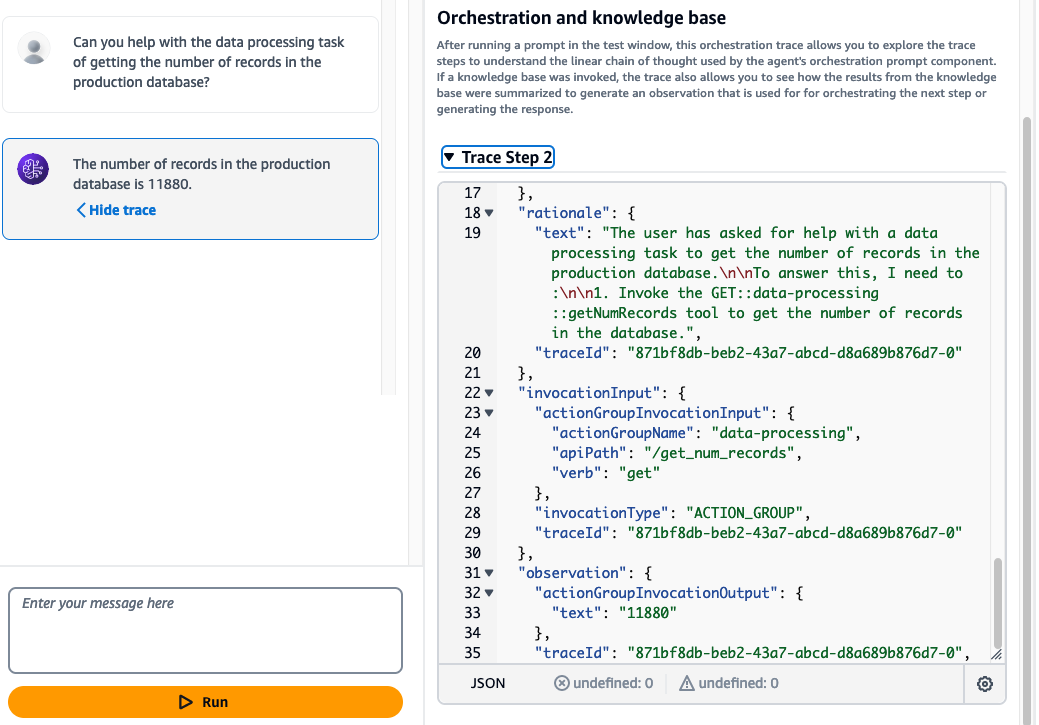 Can you help with the data processing task
of getting the number of records in the
production database?
The number of records in the production
database is 11880.
Hide trace
Enter your message here
Run
Orchestration and knowledge base
After running a prompt in the test window, this orchestration trace allows you to explore the trace
steps to understand the linear chain of thought used by the agent's orchestration prompt component.
If a knowledge base was invoked, the trace also allows you to see how the results from the knowledge
base were summarized to generate an observation that is used for for orchestrating the next step or
generating the response.
Trace Step 2
17 },
18 "rationale": {
19 "text": "The user has asked for help with a data
processing task to get the number of records in the
production database.\n\nTo answer this, I need to
:\n\n1. Invoke the GET::data-processing
::getNumRecords tool to get the number of records
in the database.",
20 "traceId": "871bf8db-beb2-43a7-abcd-d8a689b876d7-0"
21 },
22 "invocationInput": {
23 "actionGroupInvocationInput": {
24 "actionGroupName": "data-processing",
25 "apiPath": "/get_num_records",
26 "verb": "get"
27 },
28 "invocationType": "ACTION_GROUP",
29 "traceId": "871bf8db-beb2-43a7-abcd-d8a689b876d7-0"
30 },
31 "observation": {
32 "actionGroupInvocationOutput": {
33 "text": "11880"
34 },
35 "traceId": "871bf8db-beb2-43a7-abcd-d8a689b876d7-0",
JSON undefined: 0 undefined: 0